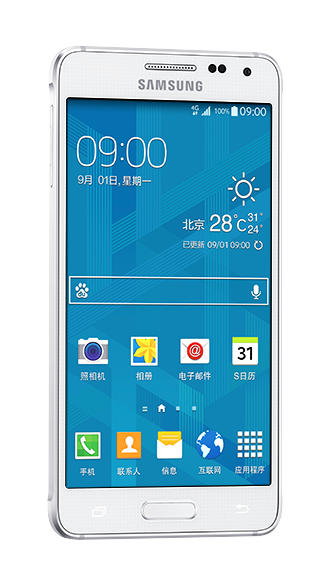 SAMSUNG
4G 100% 09:00
09:00
9月 01日, 星期一
北京 28°C 31° 24°
已更新 09/01 09:00
照相机 相册 电子邮件 31 S日历
手机 联系人 信息 互联网 应用程序